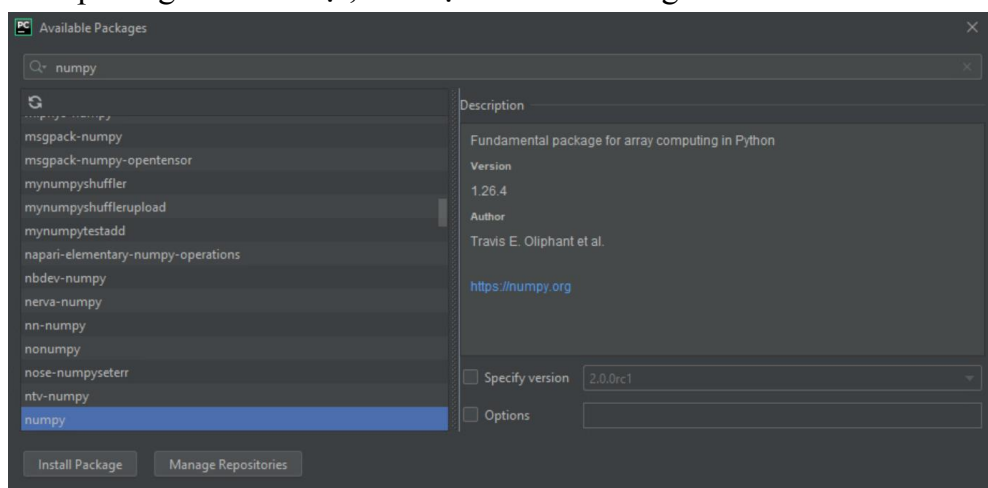 PC Available Packages
numpy
msgpack-numpy
msgpack-numpy-opentensor
mynumpyshuffler
mynumpyshufflerupload
mynumpytestadd
napari-elementary-numpy-operations
nbdev-numpy
nerva-numpy
nn-numpy
nonumpy
nose-numpyseterr
ntv-numpy
numpy
Description
Fundamental package for array computing in Python
Version
1.26.4
Author
Travis E. Oliphant et al.
https://numpy.org
Specify version 2.0.0rc1
Options
Install Package Manage Repositories